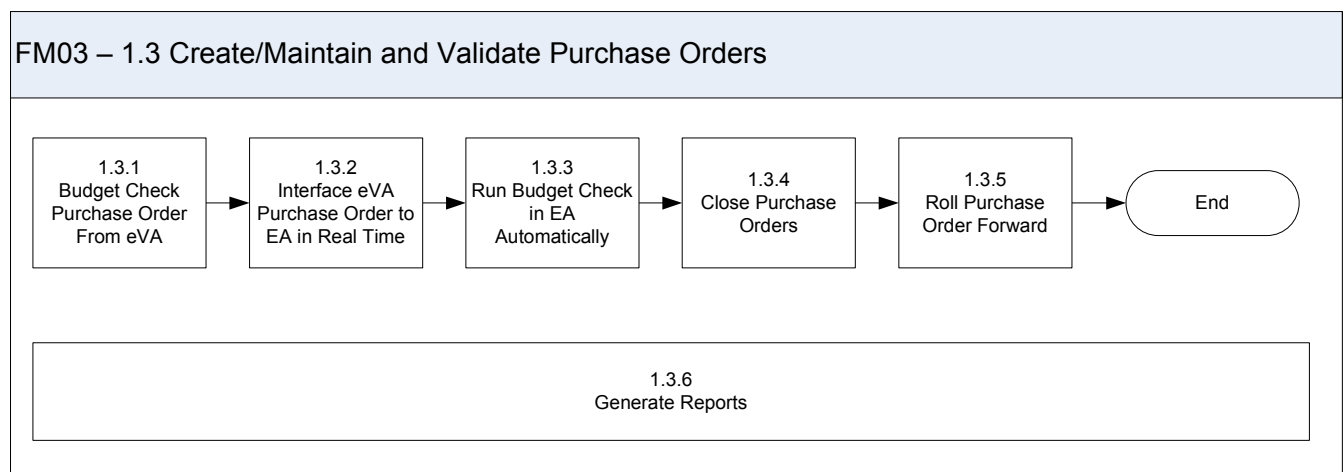 FM03 – 1.3 Create/Maintain and Validate Purchase Orders
1.3.1
Budget Check
Purchase Order
From eVA
1.3.2
Interface eVA
Purchase Order to
EA in Real Time
1.3.3
Run Budget Check
in EA
Automatically
1.3.4
Close Purchase
Orders
1.3.5
Roll Purchase
Order Forward
End
1.3.6
Generate Reports